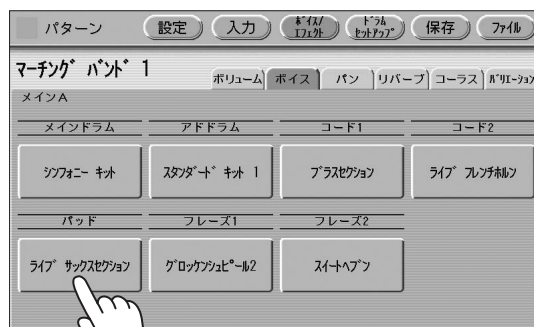 パターン 設定 入力 ボイス/エフェクト ドラムセットアップ 保存 ファイル
マーチング バンド 1
ボリューム ボイス パン リバーブ コーラス バリエーション
メインA
メインドラム アドドラム コード1 コード2
シンフォニー キット スタンダード キット 1 ブラスセクション ライブ フレンチホルン
パッド フレーズ1 フレーズ2
ライブ サックスセクション グロッケンシュピール2 スイートヘブン